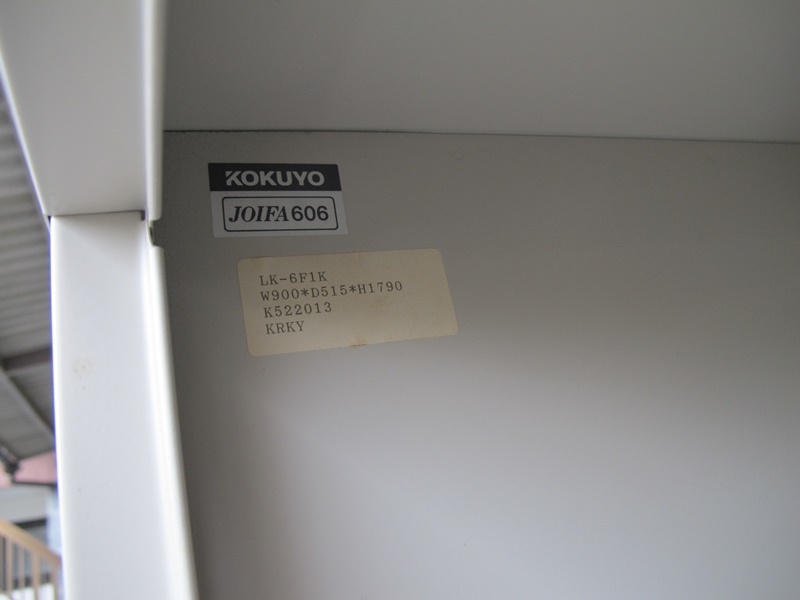 KOKUYO
JOIFA606
LK-6F1K
W900*D515*H1790
K522013
KRKY